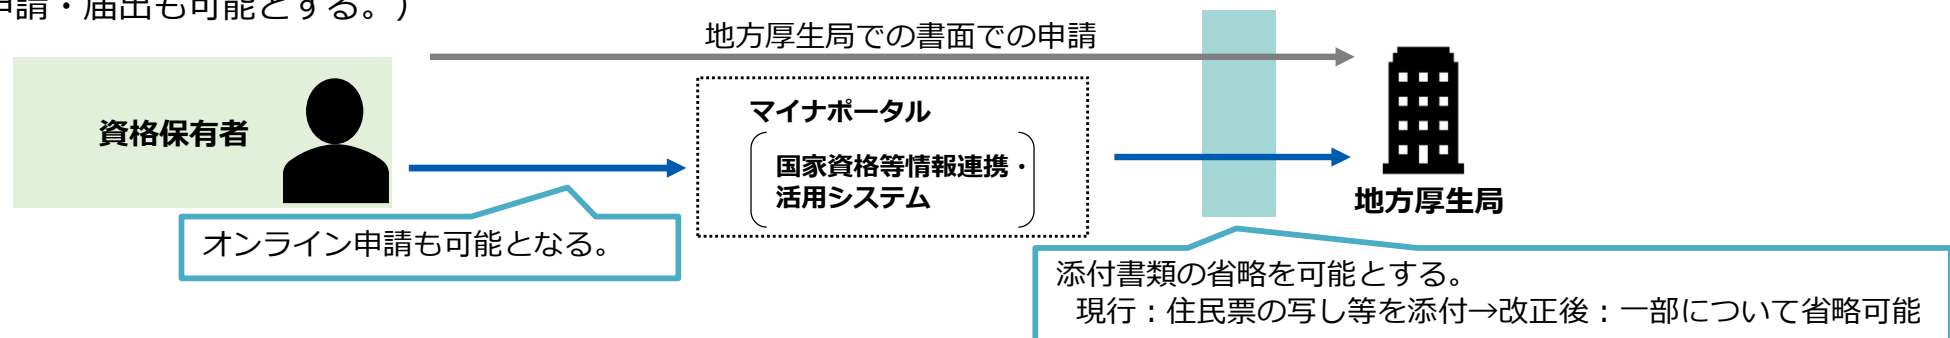 申請・届出も可能とする。）
地方厚生局での書面での申請
資格保有者
マイナポータル
国家資格等情報連携・
活用システム
地方厚生局
オンライン申請も可能となる。
添付書類の省略を可能とする。
現行：住民票の写し等を添付→改正後：一部について省略可能